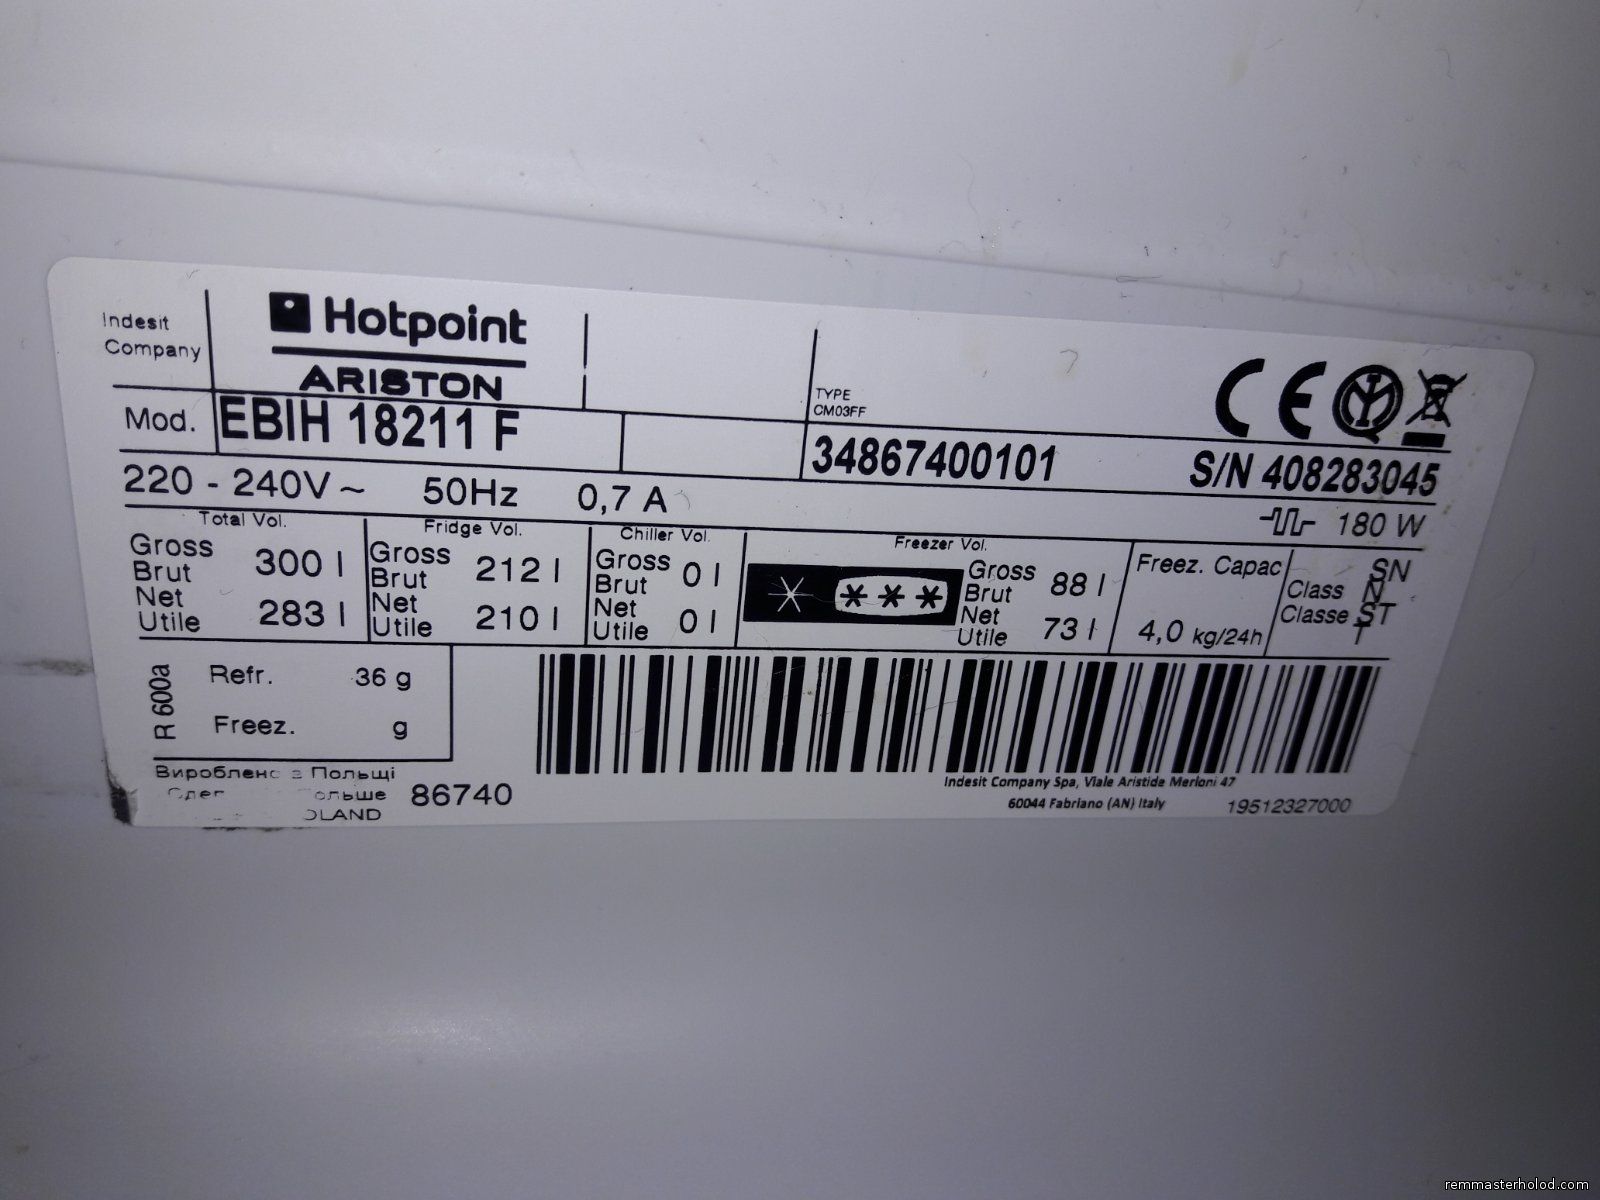 Indesit
Company
Hotpoint
ARISTON
TYPE
CM03FF
Mod. EBIH 18211 F
34867400101 S/N 408283045
220 - 240V ~ 50Hz 0,7 A
180 W
Total Vol.
Gross
Brut 300 l
Net
Utile 283 l
Fridge Vol.
Gross
Brut 212 l
Net
Utile 210 l
Chiller Vol.
Gross
Brut 0 l
Net
Utile 0 l
Freezer Vol.
Gross
Brut 88 l
Net
Utile 73 l
Freez. Capac
4,0 kg/24h
Class
Classe
SN
N
ST
T
R 600a
Refr. 36 g
Freez. g
Вироблено в Польщі
86740
Indesit Company Spa, Viale Aristide Merloni 47
60044 Fabriano (AN) Italy
19512327000
remmasterholod.com